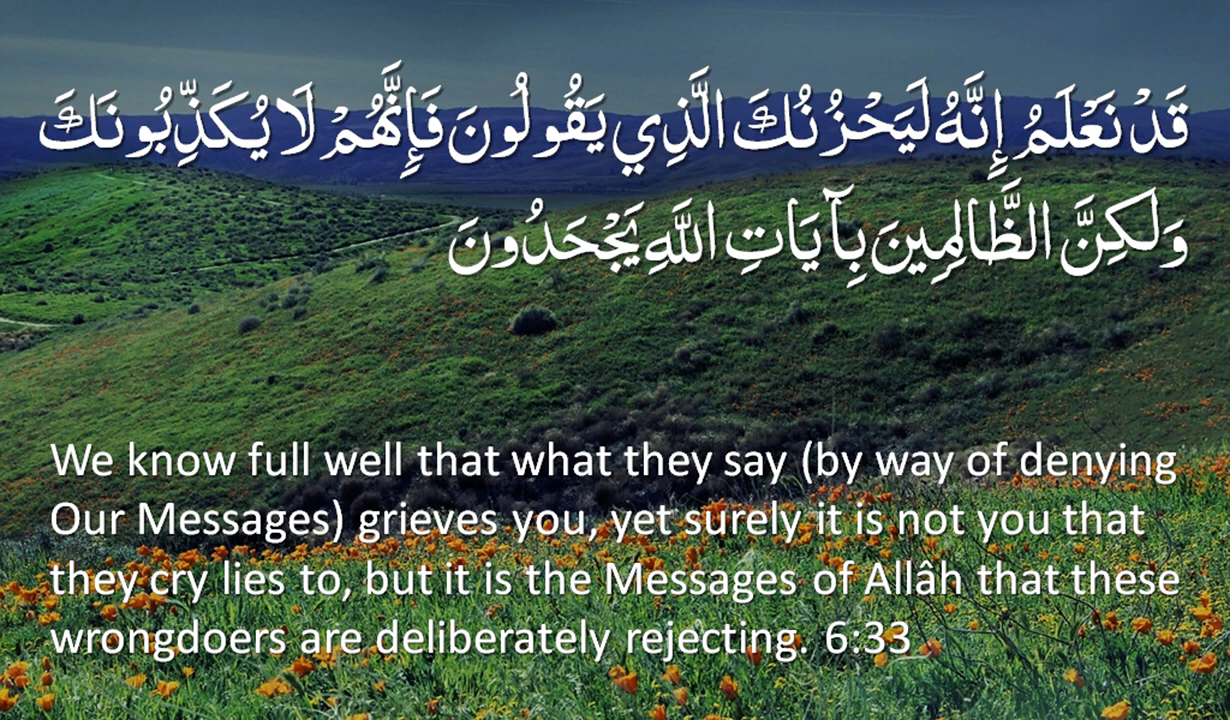 قَدْ نَعْلَمُ إِنَّهُ لَيَحْزُنُكَ الَّذِي يَقُولُونَ فَإِنَّهُمْ لَا يُكَذِّبُونَكَ
وَلَكِنَّ الظَّالِمِينَ بِآيَاتِ اللَّهِ يَجْحَدُونَ
We know full well that what they say (by way of denying
Our Messages) grieves you, yet surely it is not you that
they cry lies to, but it is the Messages of Allâh that these
wrongdoers are deliberately rejecting. 6:33